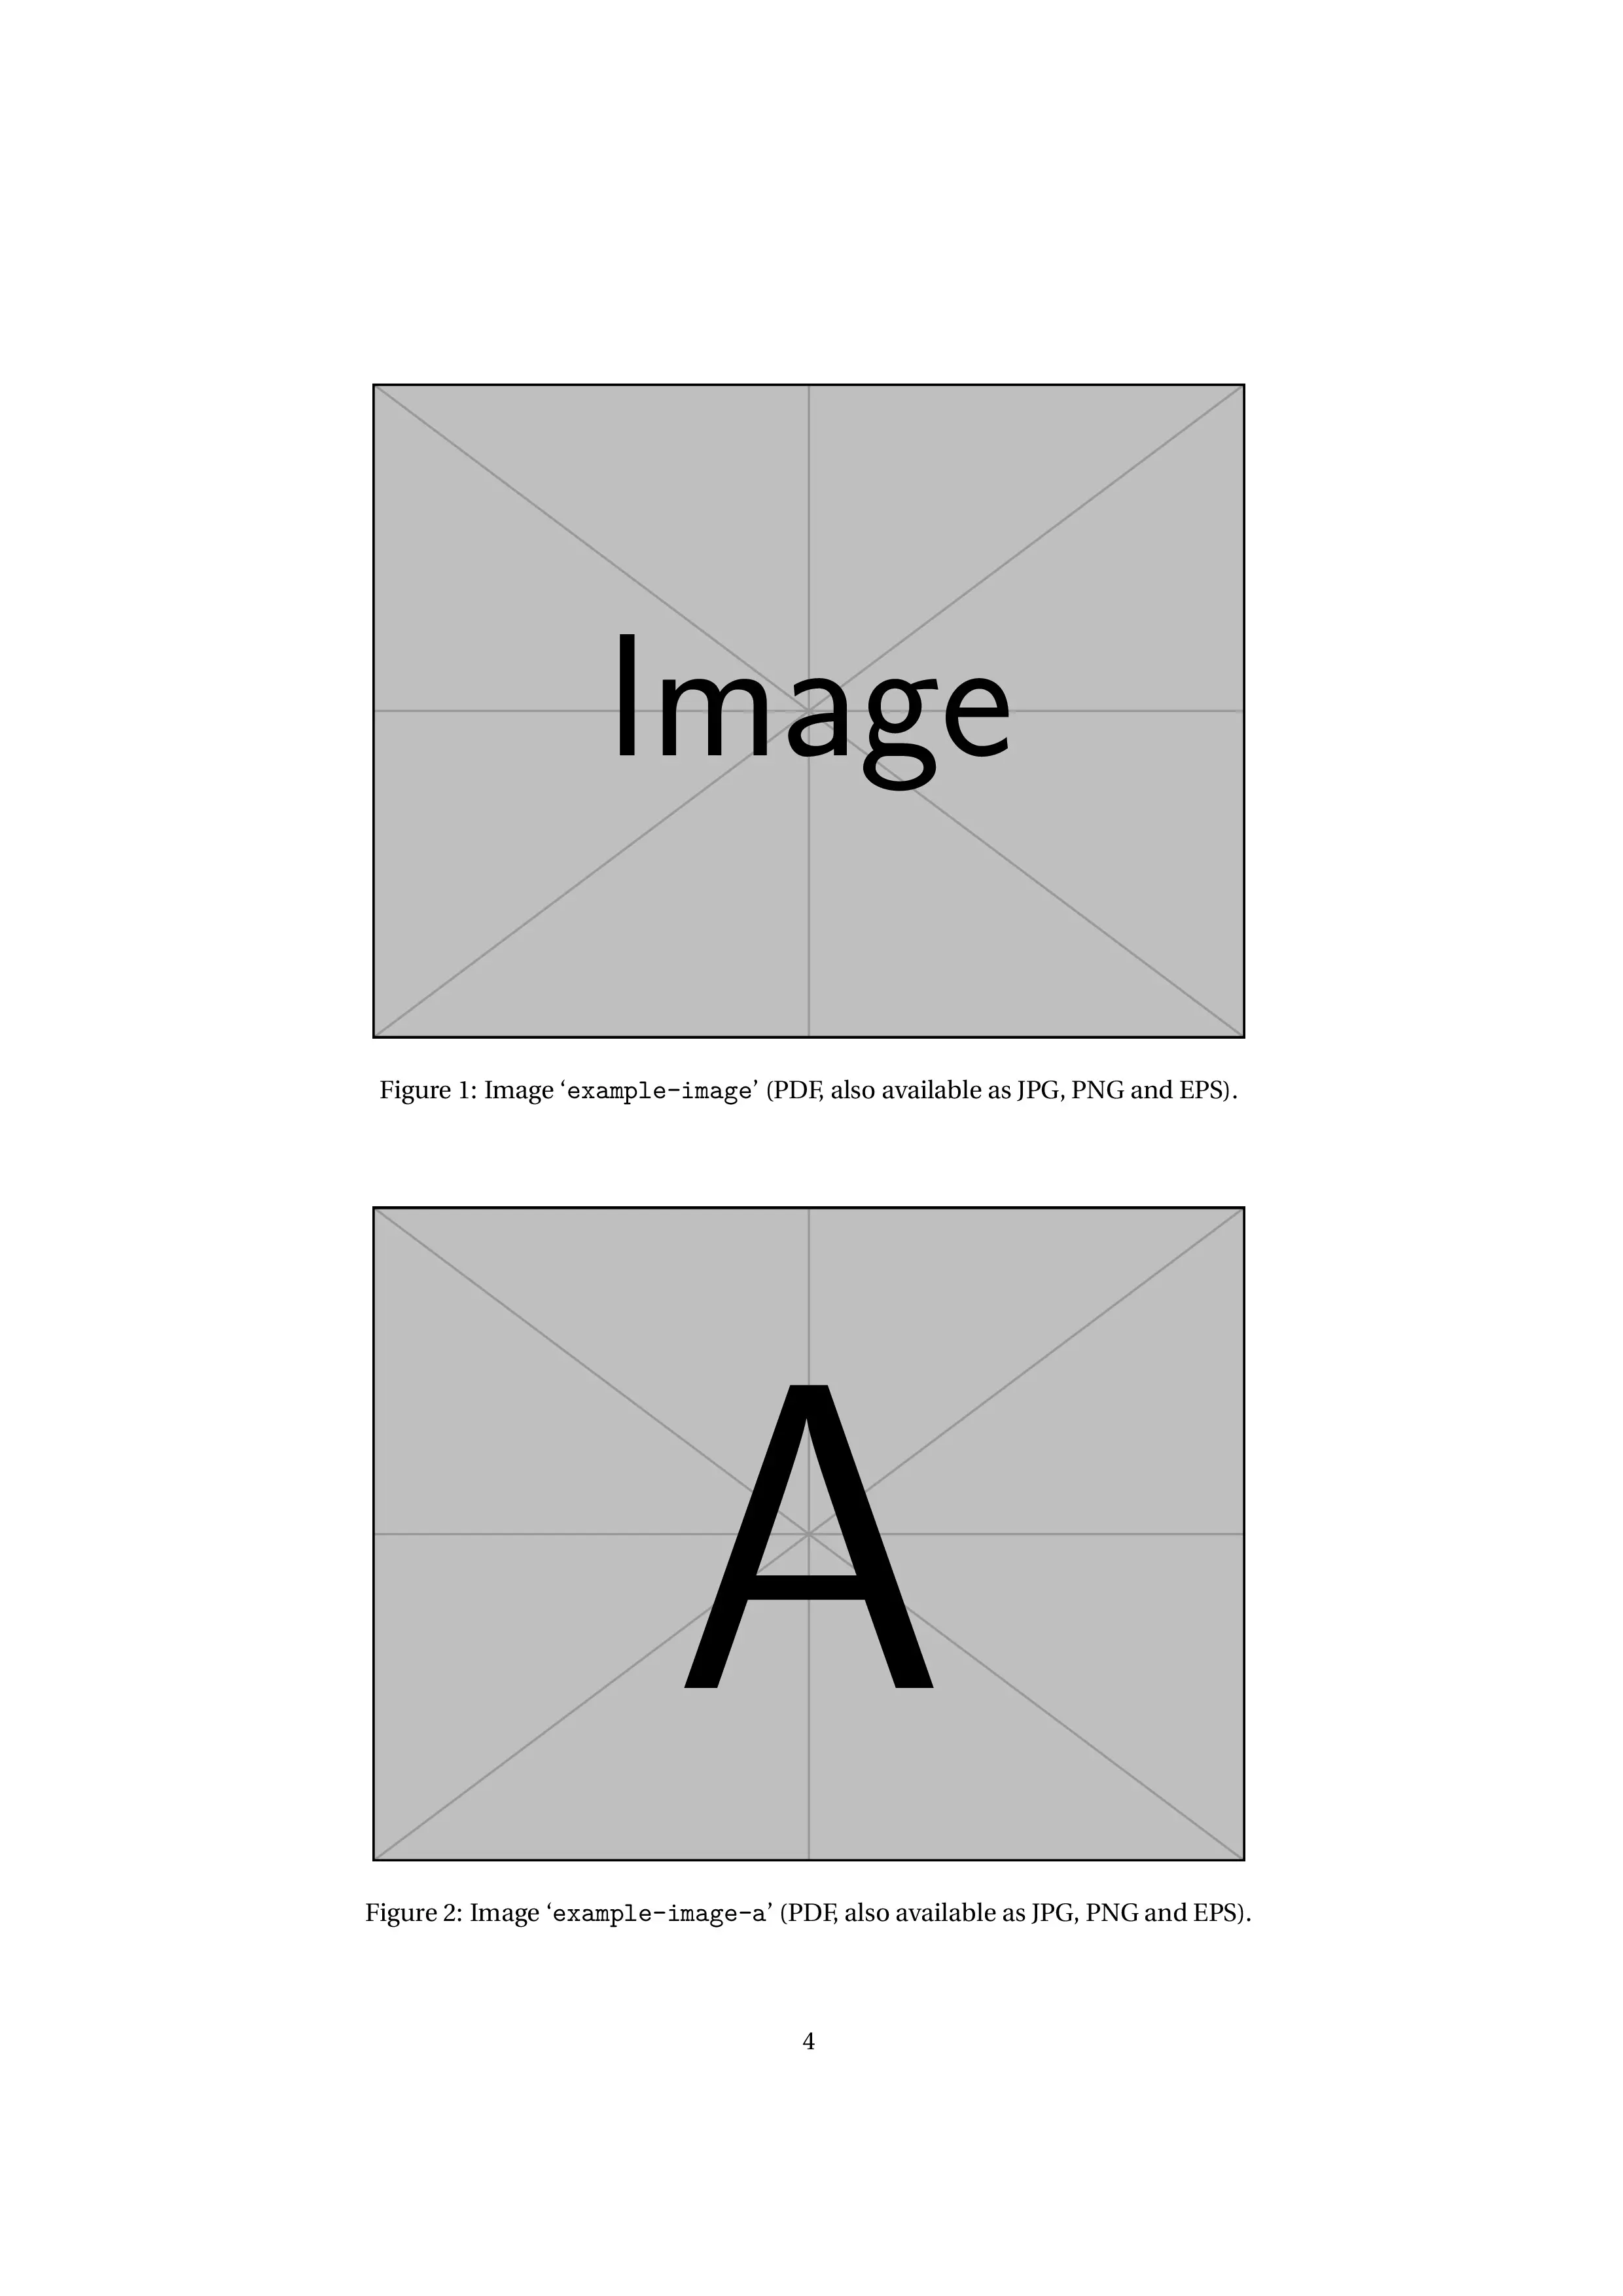 Image
Figure 1: Image ‘example-image’ (PDF, also available as JPG, PNG and EPS).
A
Figure 2: Image ‘example-image-a’ (PDF, also available as JPG, PNG and EPS).
4